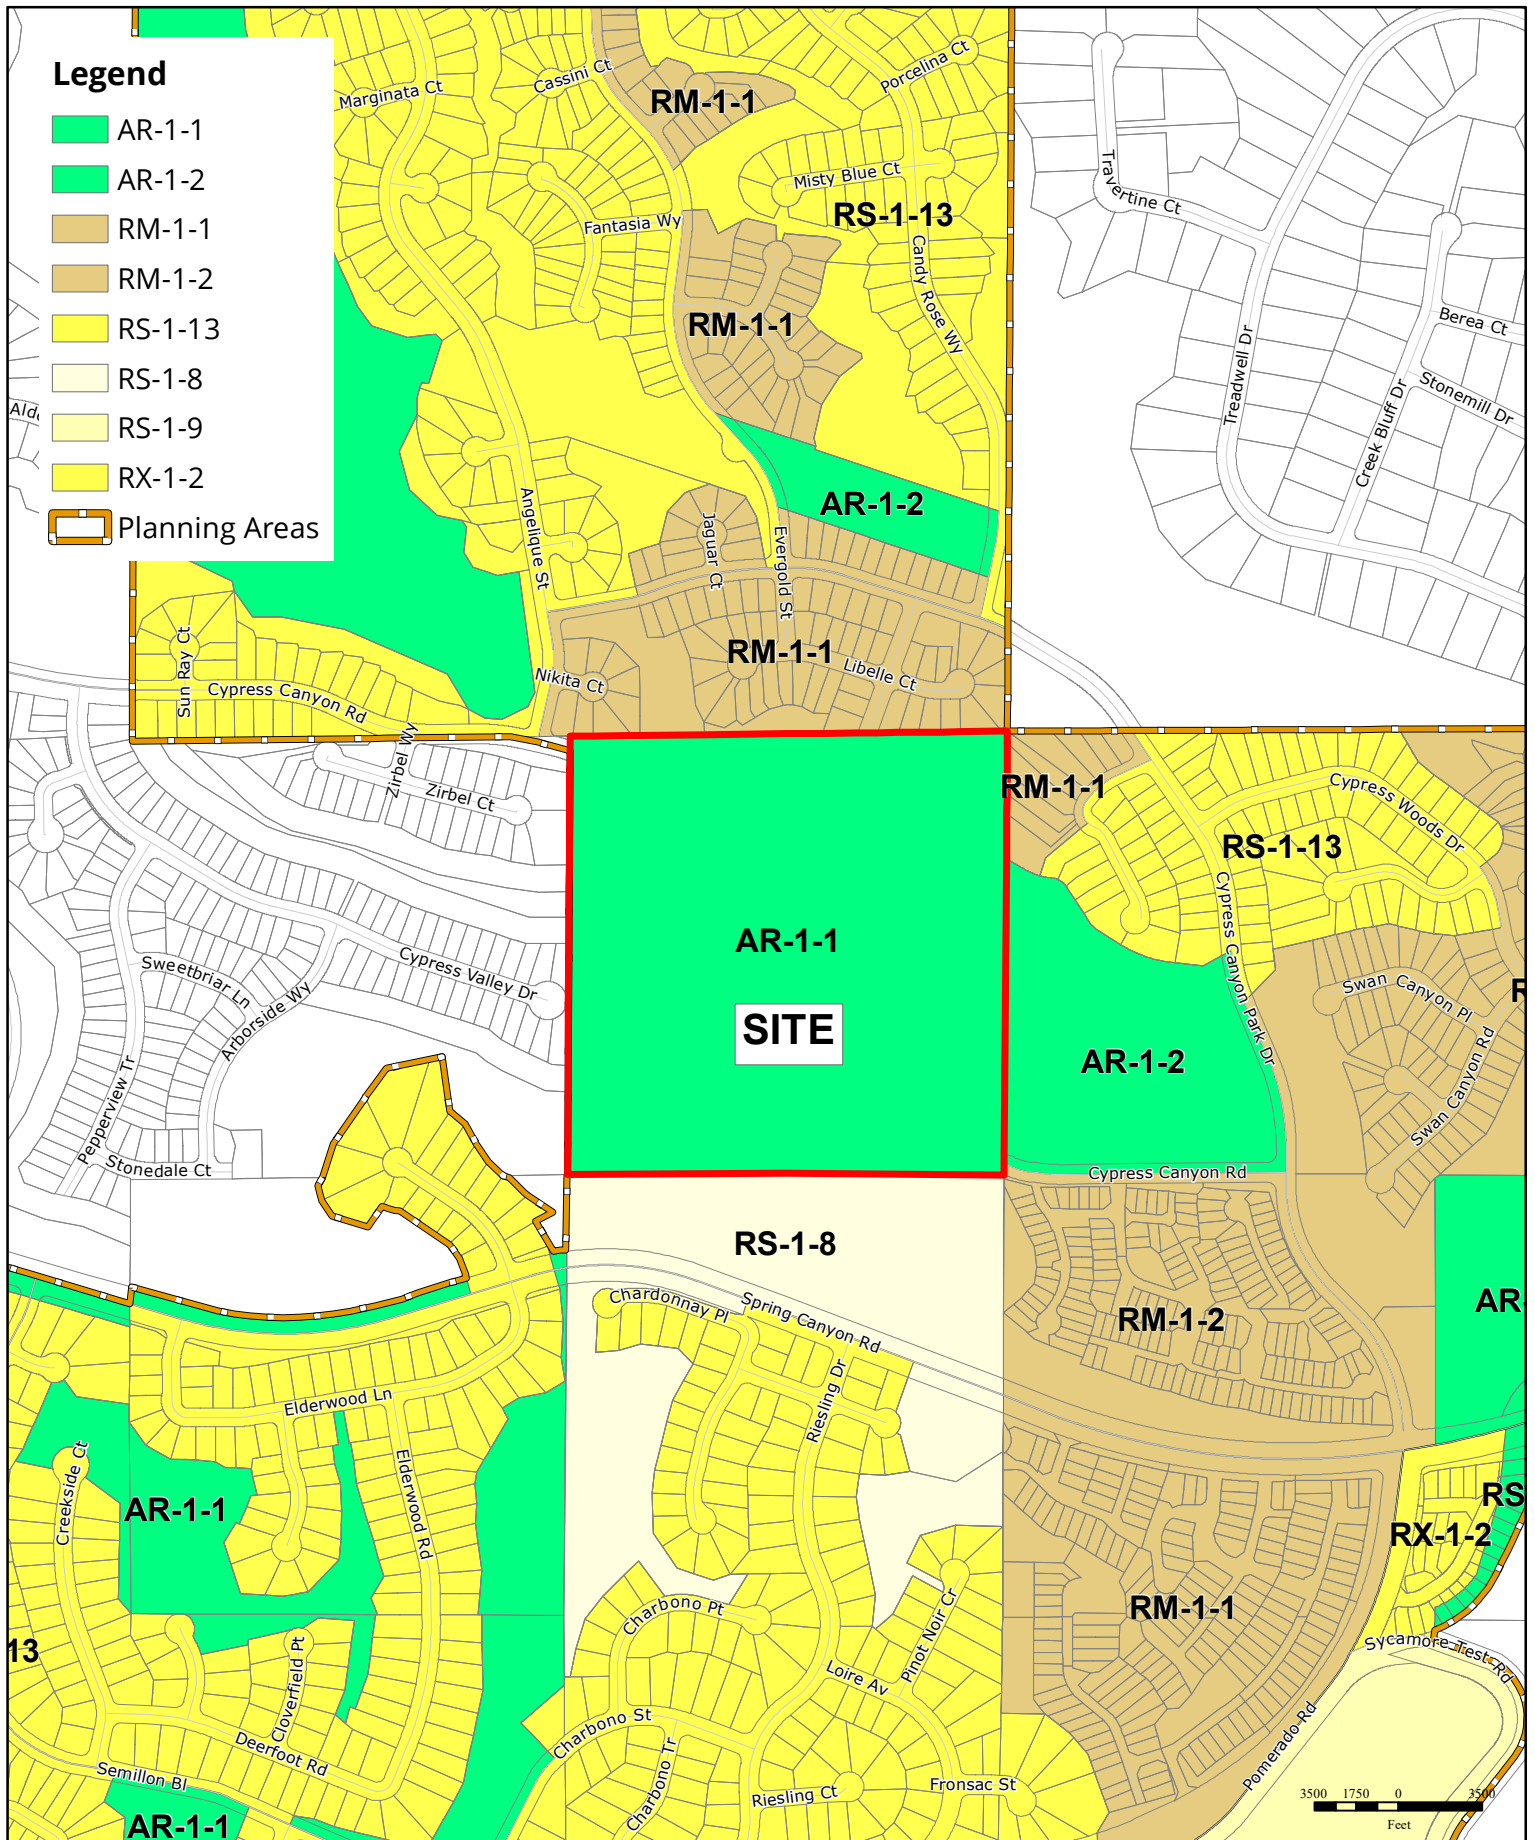 Legend
AR-1-1
AR-1-2
RM-1-1
RM-1-2
RS-1-13
RS-1-8
RS-1-9
RX-1-2
Planning Areas
Marginata Ct
Cassini Ct
RM-1-1
Porcelina Ct
Misty Blue Ct
RS-1-13
Fantasia Wy
Candy Rose Wy
RM-1-1
Travertine Ct
Treadwell Dr
Berea Ct
Stonemill Dr
Creek Bluff Dr
Angelique St
Jaguar Ct
Evergold St
AR-1-2
RM-1-1
Libelle Ct
Nikita Ct
Sun Ray Ct
Cypress Canyon Rd
Zirbel Wy
Zirbel Ct
RM-1-1
Cypress Woods Dr
RS-1-13
Cypress Canyon Park Dr
AR-1-1
SITE
Cypress Valley Dr
Sweetbriar Ln
Arborside Wy
Pepperview Tr
Stonedale Ct
Swan Canyon Pl
Swan Canyon Rd
R
AR-1-2
Cypress Canyon Rd
RS-1-8
Chardonnay Pl
Spring Canyon Rd
RM-1-2
AR-
Riesling Dr
Elderwood Ln
Elderwood Rd
Creekside Ct
AR-1-1
RS
RX-1-2
RM-1-1
Charbono Pt
Pinot Noir Cr
Loire Av
Sycamore Test Rd
13
Cloverfield Pt
Deerfoot Rd
Semillon Bl
AR-1-1
Charbono St
Charbono Tr
Riesling Ct
Fronsac St
Pomerado Rd
3500 1750 0 3500
Feet